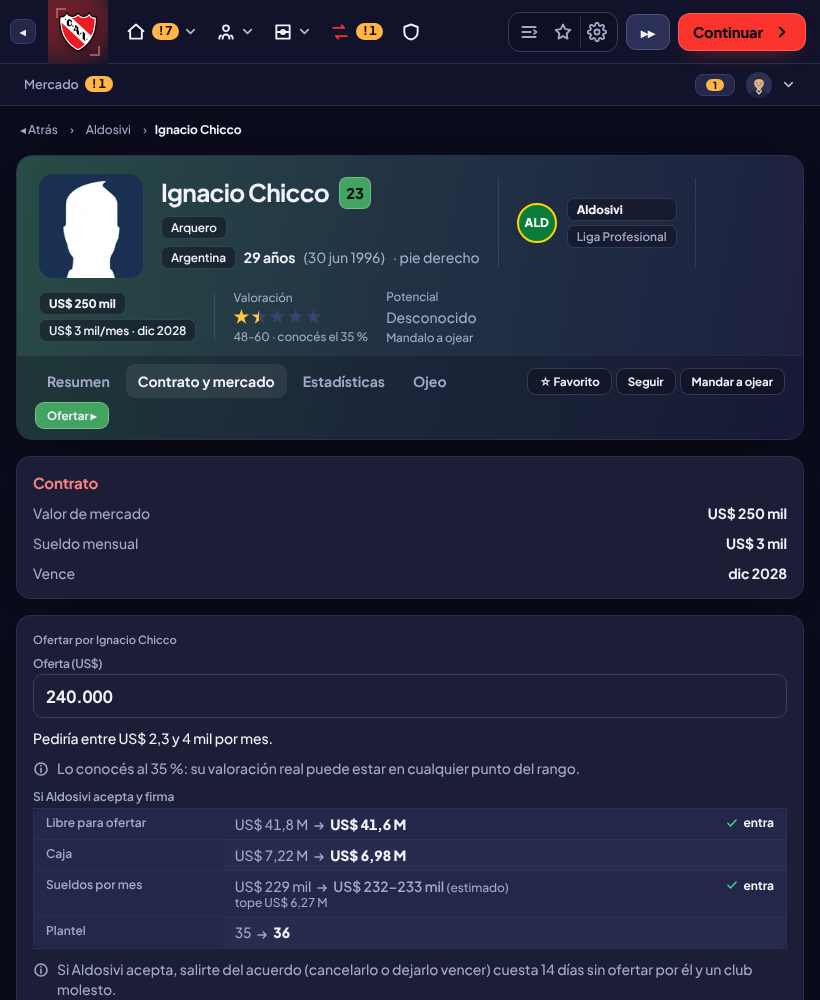 ◂
C.A.I
!7
!1
▸▸
Continuar
Mercado !1
1
◂ Atrás › Aldosivi › Ignacio Chicco
Ignacio Chicco 23
Arquero
Argentina 29 años (30 jun 1996) · pie derecho
ALD
Aldosivi
Liga Profesional
US$ 250 mil
US$ 3 mil/mes · dic 2028
Valoración
48–60 · conocés el 35 %
Potencial
Desconocido
Mandalo a ojear
Resumen Contrato y mercado Estadísticas Ojeo
☆ Favorito Seguir Mandar a ojear
Ofertar ▸
Contrato
Valor de mercado US$ 250 mil
Sueldo mensual US$ 3 mil
Vence dic 2028
Ofertar por Ignacio Chicco
Oferta (US$)
240.000
Pediría entre US$ 2,3 y 4 mil por mes.
Lo conocés al 35 %: su valoración real puede estar en cualquier punto del rango.
Si Aldosivi acepta y firma
Libre para ofertar US$ 41,8 M → US$ 41,6 M ✓ entra
Caja US$ 7,22 M → US$ 6,98 M
Sueldos por mes US$ 229 mil → US$ 232–233 mil (estimado) ✓ entra
tope US$ 6,27 M
Plantel 35 → 36
Si Aldosivi acepta, salirte del acuerdo (cancelarlo o dejarlo vencer) cuesta 14 días sin ofertar por él y un club
molesto.